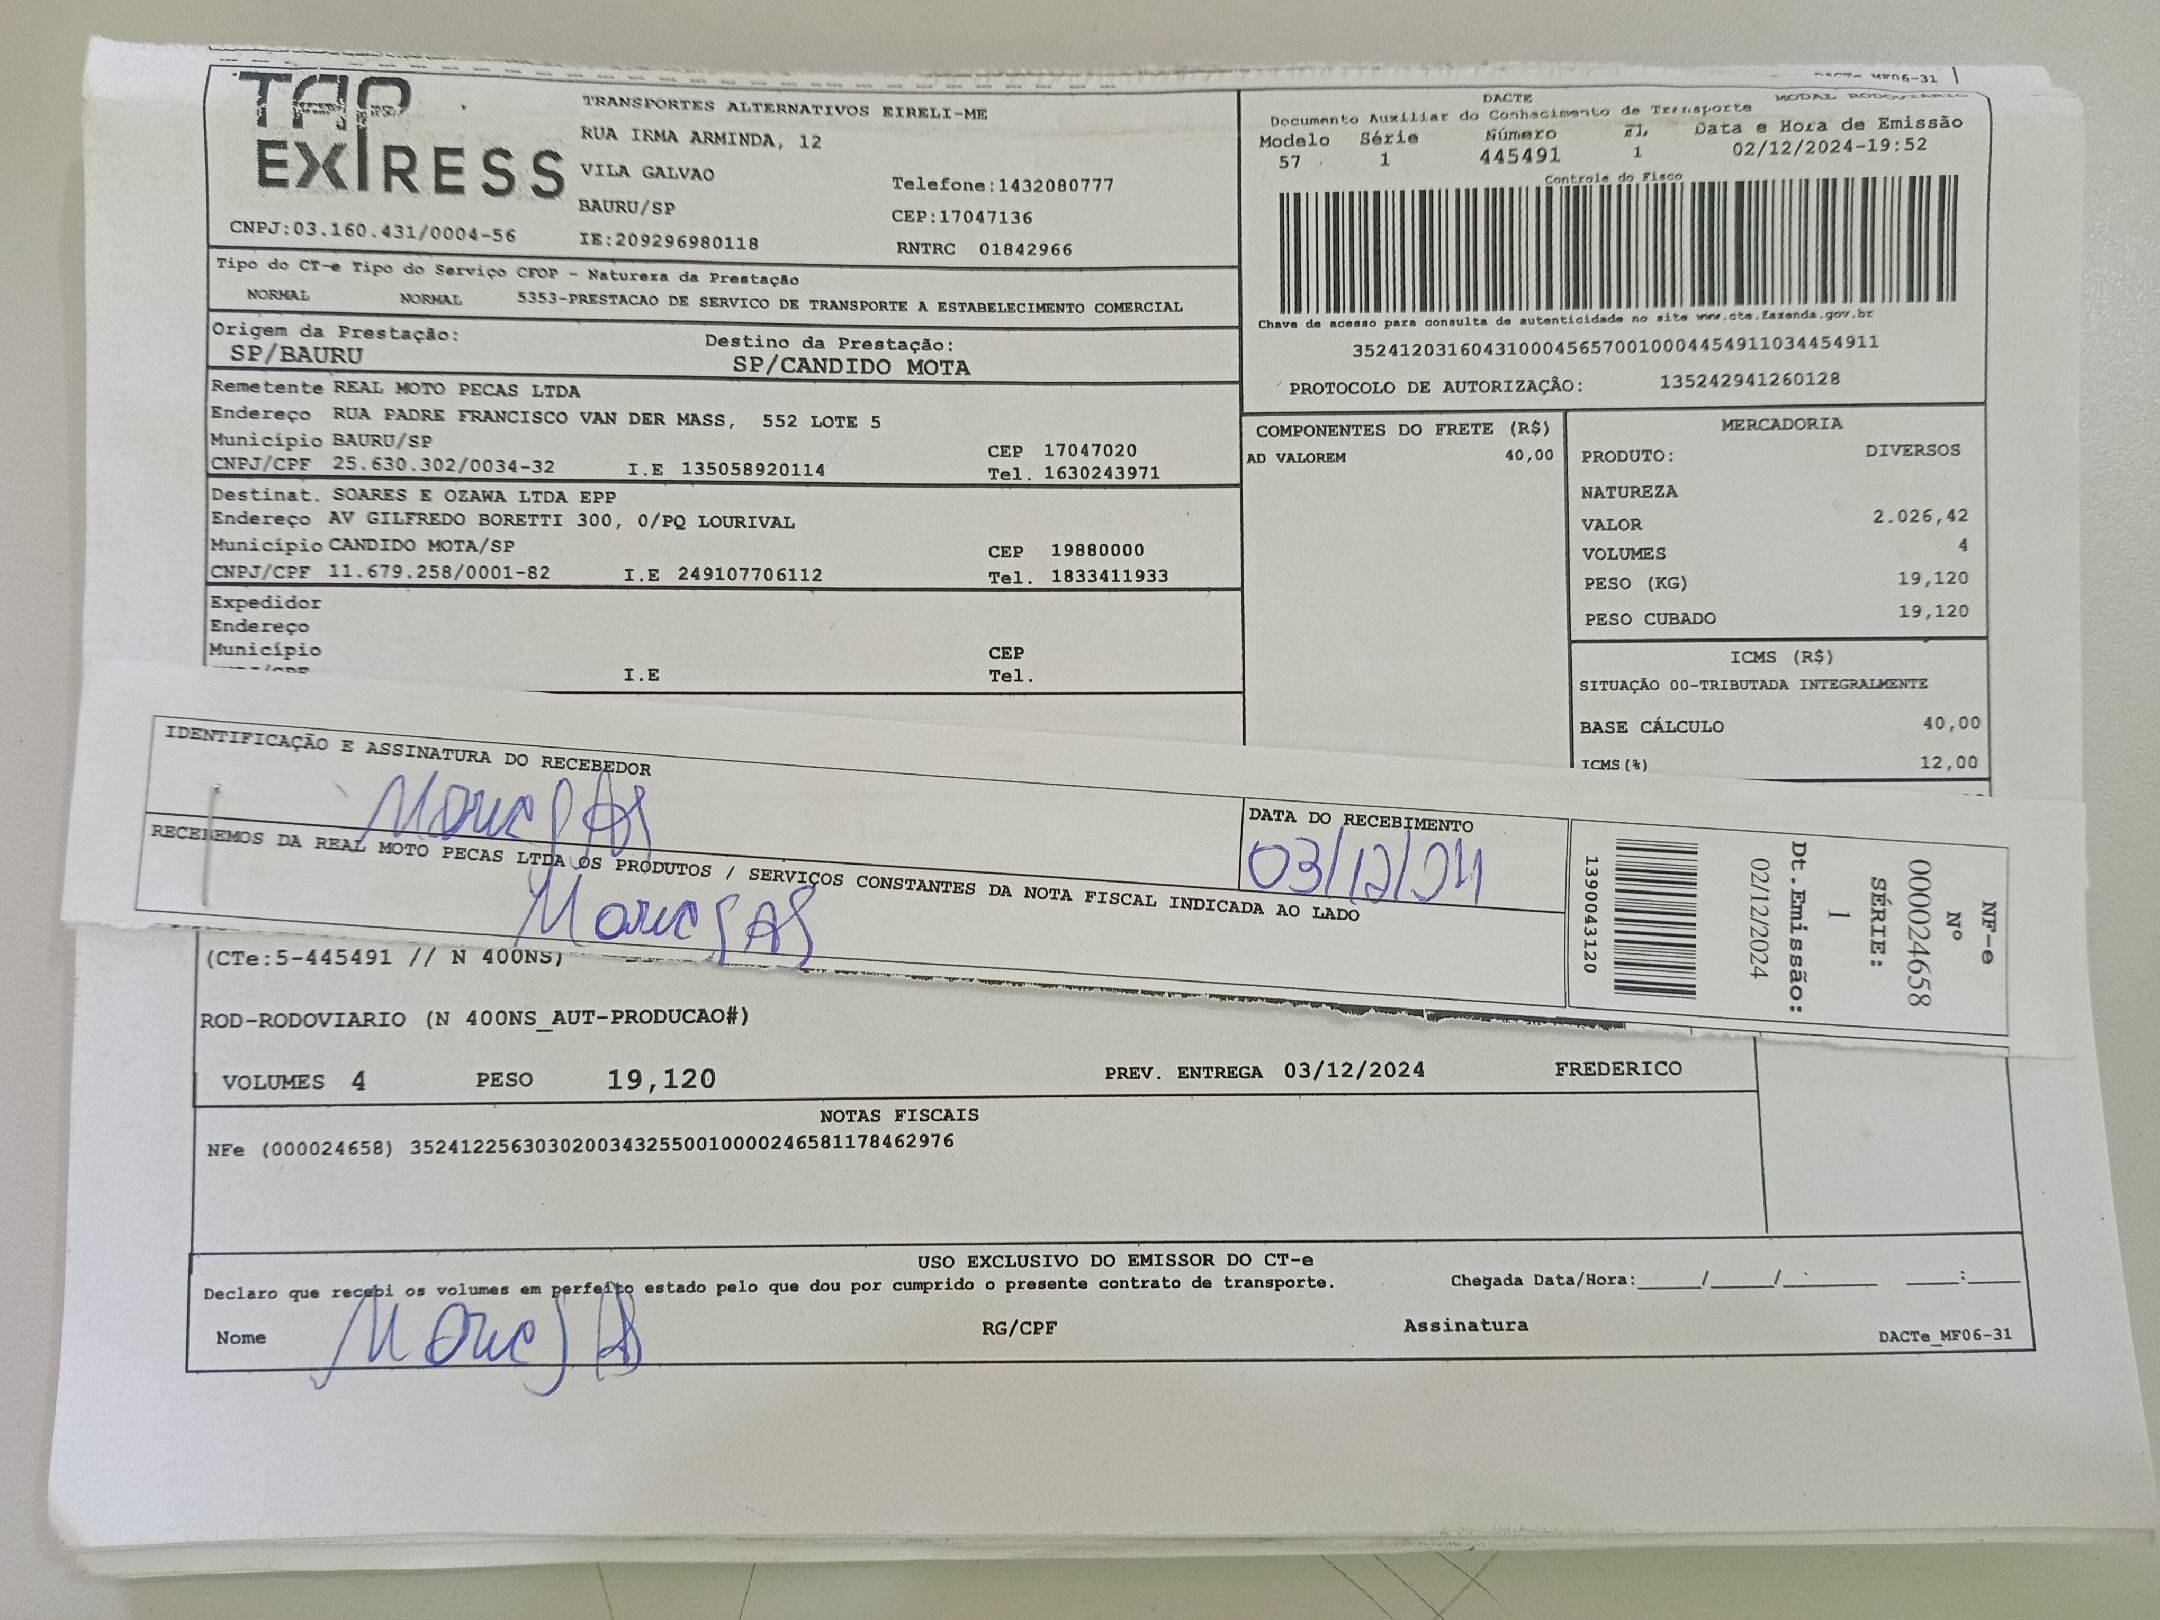 TAP EXPRESS
TRANSPORTES ALTERNATIVOS EIRELI-ME
RUA IRMA ARMINDA, 12
VILA GALVAO
Telefone:1432080777
BAURU/SP
CEP:17047136
CNPJ:03.160.431/0004-56
IE:209296980118
RNTRC 01842966
DACTe MF06-31
DACTE MODAL RODOVIARIO
Documento Auxiliar do Conhecimento de Transporte
Modelo Série Número FL Data e Hora de Emissão
57 1 445491 1 02/12/2024-19:52
Controle do Fisco
Chave de acesso para consulta de autenticidade no site www.cte.fazenda.gov.br
35241203160431000456570010004454911034454911
PROTOCOLO DE AUTORIZAÇÃO: 135242941260128
Tipo do CT-e Tipo do Serviço CFOP - Natureza da Prestação
NORMAL NORMAL 5353-PRESTACAO DE SERVICO DE TRANSPORTE A ESTABELECIMENTO COMERCIAL
Origem da Prestação: Destino da Prestação:
SP/BAURU SP/CANDIDO MOTA
Remetente REAL MOTO PECAS LTDA
Endereço RUA PADRE FRANCISCO VAN DER MASS, 552 LOTE 5
Município BAURU/SP CEP 17047020
CNPJ/CPF 25.630.302/0034-32 I.E 135058920114 Tel. 1630243971
Destinat. SOARES E OZAWA LTDA EPP
Endereço AV GILFREDO BORETTI 300, 0/PQ LOURIVAL
Município CANDIDO MOTA/SP CEP 19880000
CNPJ/CPF 11.679.258/0001-82 I.E 249107706112 Tel. 1833411933
Expedidor
Endereço
Município CEP
I.E Tel.
COMPONENTES DO FRETE (R$)
AD VALOREM 40,00
MERCADORIA
PRODUTO: DIVERSOS
NATUREZA
VALOR 2.026,42
VOLUMES 4
PESO (KG) 19,120
PESO CUBADO 19,120
ICMS (R$)
SITUAÇÃO 00-TRIBUTADA INTEGRALMENTE
BASE CÁLCULO 40,00
ICMS(%) 12,00
IDENTIFICAÇÃO E ASSINATURA DO RECEBEDOR
DATA DO RECEBIMENTO
03/12/24
RECEBEMOS DA REAL MOTO PECAS LTDA OS PRODUTOS / SERVIÇOS CONSTANTES DA NOTA FISCAL INDICADA AO LADO
NF-e
Nº
000024658
SÉRIE:
1
Dt.Emissão:
02/12/2024
1390043120
(CTe:5-445491 // N 400NS)
ROD-RODOVIARIO (N 400NS_AUT-PRODUCAO#)
VOLUMES 4 PESO 19,120 PREV. ENTREGA 03/12/2024 FREDERICO
NOTAS FISCAIS
NFe (000024658) 35241225630302003432550010000246581178462976
USO EXCLUSIVO DO EMISSOR DO CT-e
Declaro que recebi os volumes em perfeito estado pelo que dou por cumprido o presente contrato de transporte. Chegada Data/Hora:_____/_____/_______ ____:____
Nome RG/CPF Assinatura
DACTe_MF06-31